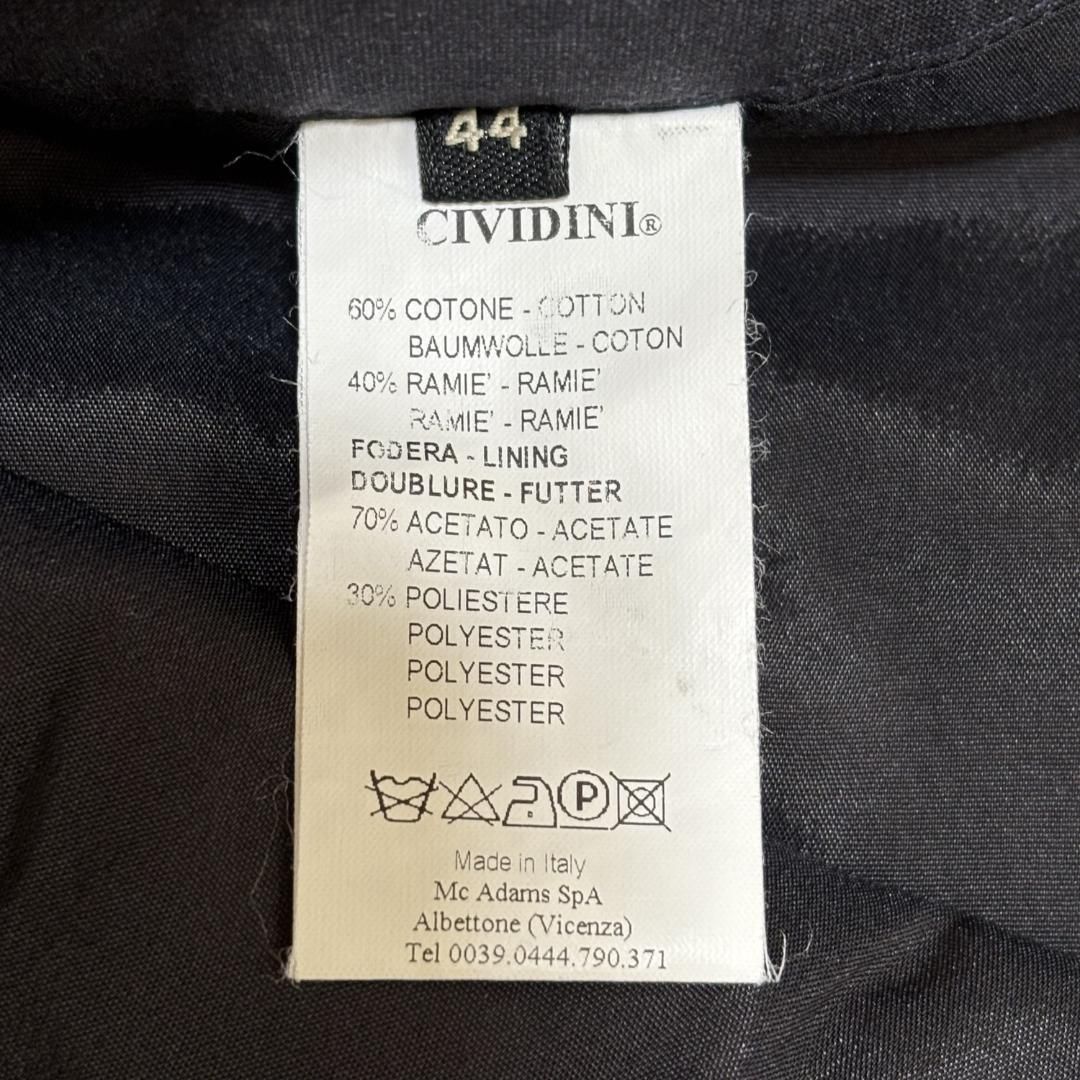 44
CIVIDINI®
60% COTONE - COTTON
BAUMWOLLE - COTON
40% RAMIE' - RAMIE'
RAMIE' - RAMIE'
FODERA - LINING
DOUBLURE - FUTTER
70% ACETATO - ACETATE
AZETAT - ACETATE
30% POLIESTERE
POLYESTER
POLYESTER
POLYESTER
P
Made in Italy
Mc Adams SpA
Albettone (Vicenza)
Tel 0039.0444.790.371